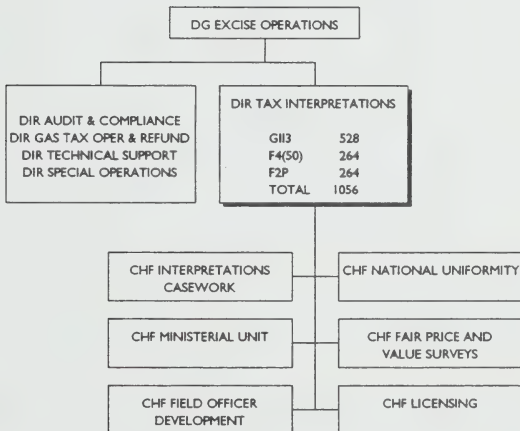 DG EXCISE OPERATIONS
DIR AUDIT & COMPLIANCE
DIR GAS TAX OPER & REFUND
DIR TECHNICAL SUPPORT
DIR SPECIAL OPERATIONS
DIR TAX INTERPRETATIONS
GII3 528
F4(50) 264
F2P 264
TOTAL 1056
CHF INTERPRETATIONS
CASEWORK
CHF NATIONAL UNIFORMITY
CHF MINISTERIAL UNIT
CHF FAIR PRICE AND
VALUE SURVEYS
CHF FIELD OFFICER
DEVELOPMENT
CHF LICENSING